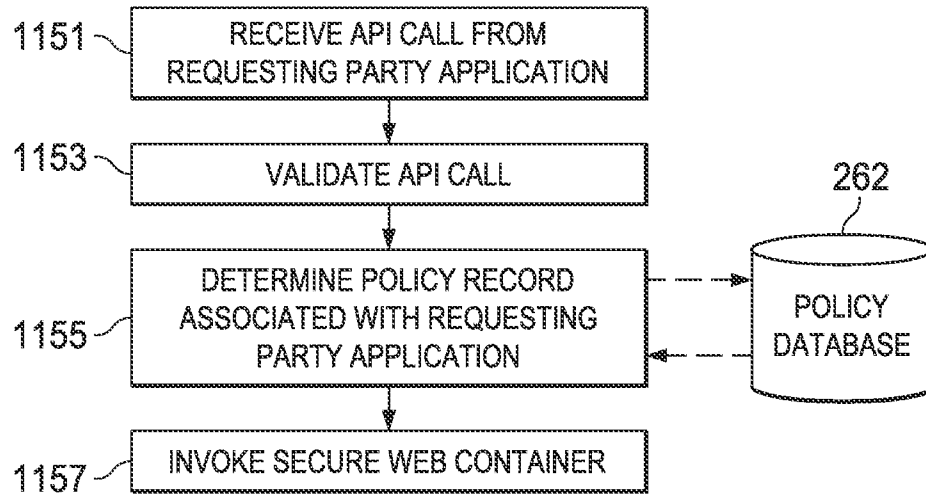 1151
RECEIVE API CALL FROM
REQUESTING PARTY APPLICATION
1153
VALIDATE API CALL
262
1155
DETERMINE POLICY RECORD
ASSOCIATED WITH REQUESTING
PARTY APPLICATION
POLICY
DATABASE
1157
INVOKE SECURE WEB CONTAINER